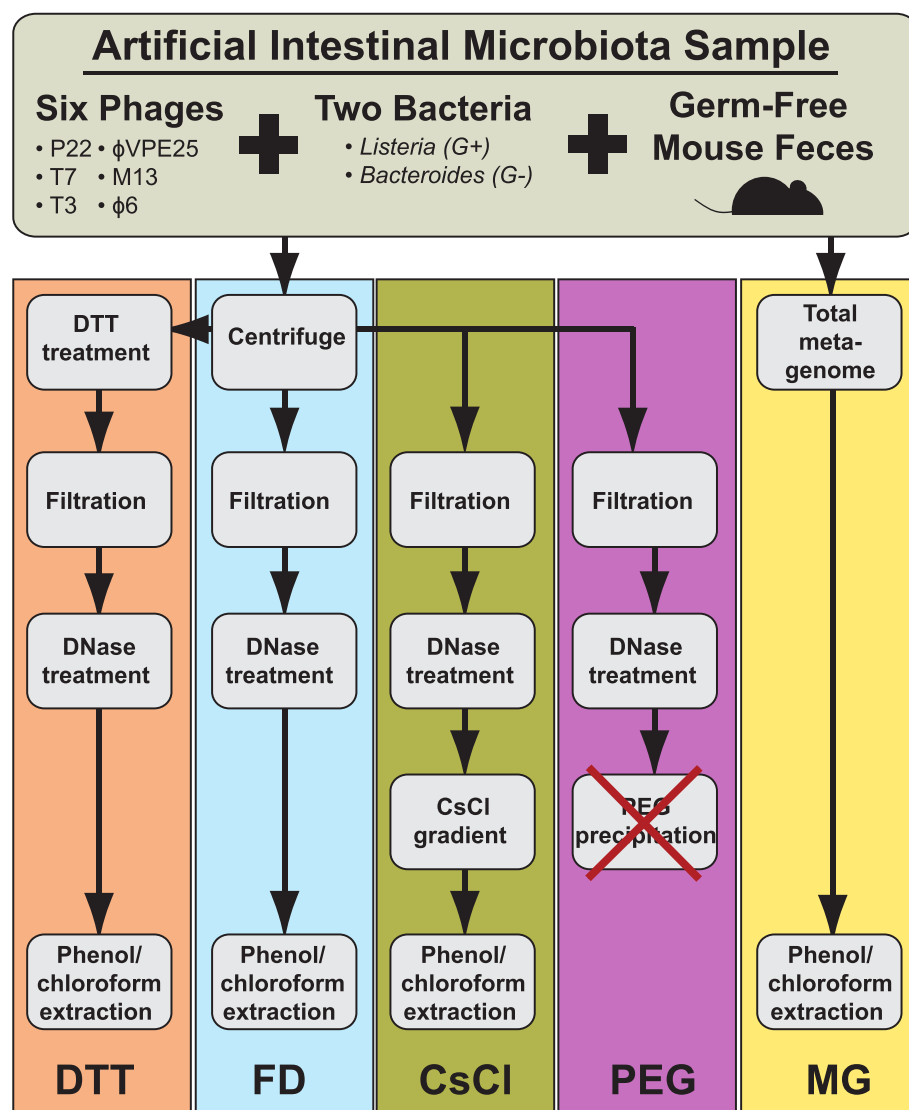 Artificial Intestinal Microbiota Sample
Six Phages
• P22 • ϕVPE25
• T7 • M13
• T3 • ϕ6
Two Bacteria
• Listeria (G+)
• Bacteroides (G-)
Germ-Free
Mouse Feces
DTT
treatment
Filtration
DNase
treatment
Phenol/
chloroform
extraction
DTT
Centrifuge
Filtration
DNase
treatment
Phenol/
chloroform
extraction
FD
Filtration
DNase
treatment
CsCl
gradient
Phenol/
chloroform
extraction
CsCl
Filtration
DNase
treatment
PEG
precipitation
PEG
Total
meta-
genome
Phenol/
chloroform
extraction
MG